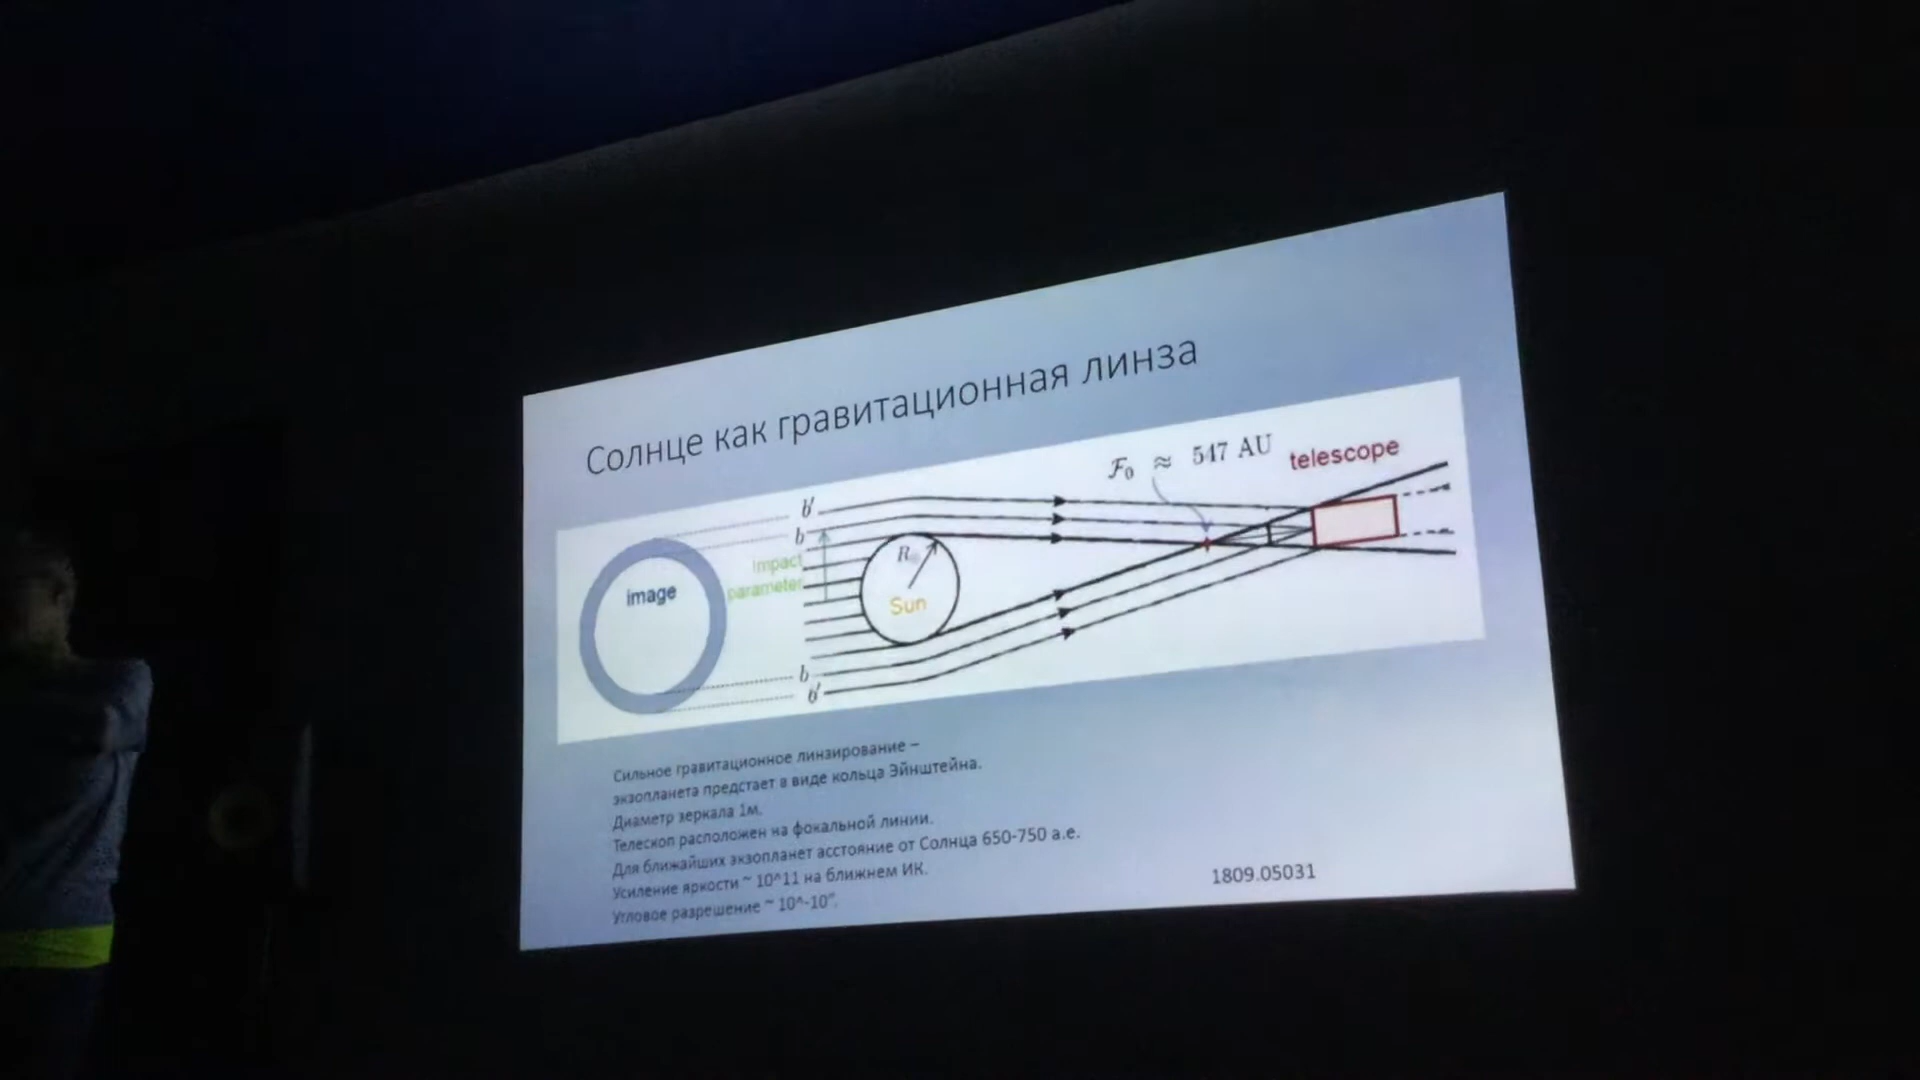 Солнце как гравитационная линза
F₀ ≈ 547 AU
telescope
b'
b
impact
parameter
image
R
Sun
b
b'
Сильное гравитационное линзирование –
экзопланета предстает в виде кольца Эйнштейна.
Диаметр зеркала 1м.
Телескоп расположен на фокальной линии.
Для ближайших экзопланет асстояние от Солнца 650-750 а.е.
Усиление яркости ~ 10^11 на ближнем ИК.
Угловое разрешение ~ 10^-10".
1809.05031